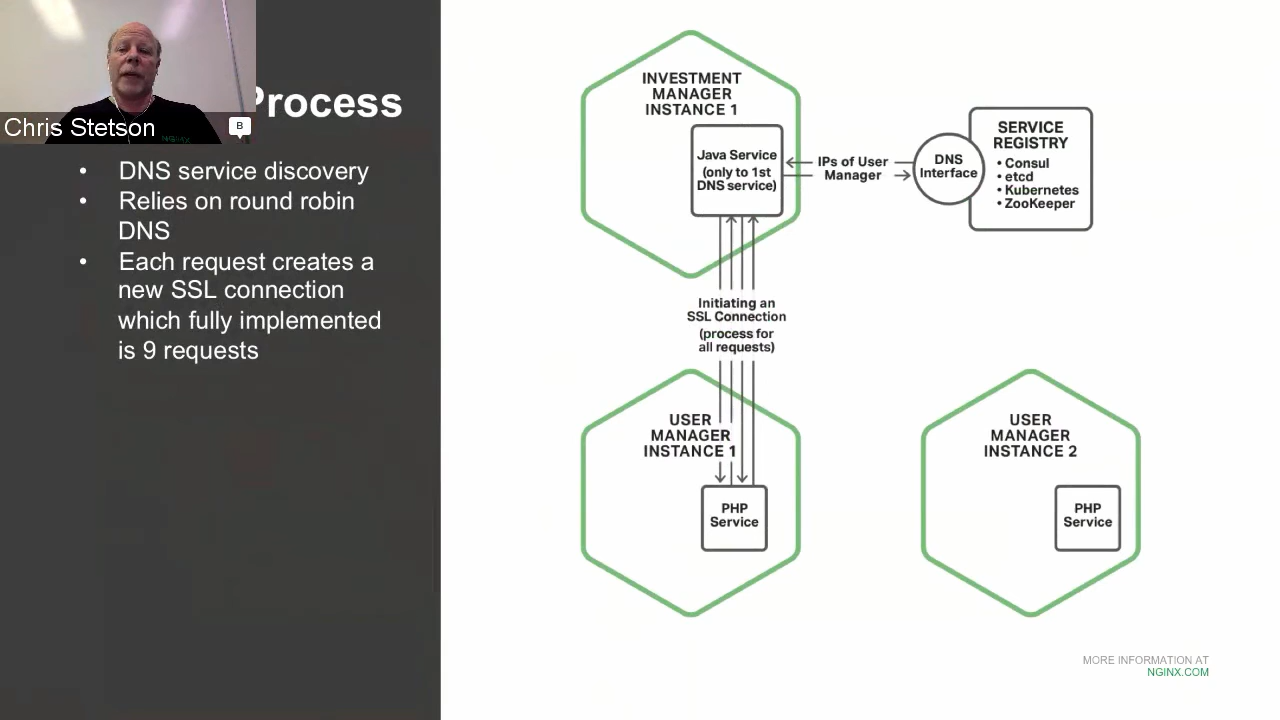 Process
Chris Stetson
B
NGINX
• DNS service discovery
• Relies on round robin
DNS
• Each request creates a
new SSL connection
which fully implemented
is 9 requests
INVESTMENT
MANAGER
INSTANCE 1
Java Service
(only to 1st
DNS service)
IPs of User
Manager
DNS
Interface
SERVICE
REGISTRY
• Consul
• etcd
• Kubernetes
• ZooKeeper
Initiating an
SSL Connection
(process for
all requests)
USER
MANAGER
INSTANCE 1
PHP
Service
USER
MANAGER
INSTANCE 2
PHP
Service
MORE INFORMATION AT
NGINX.COM